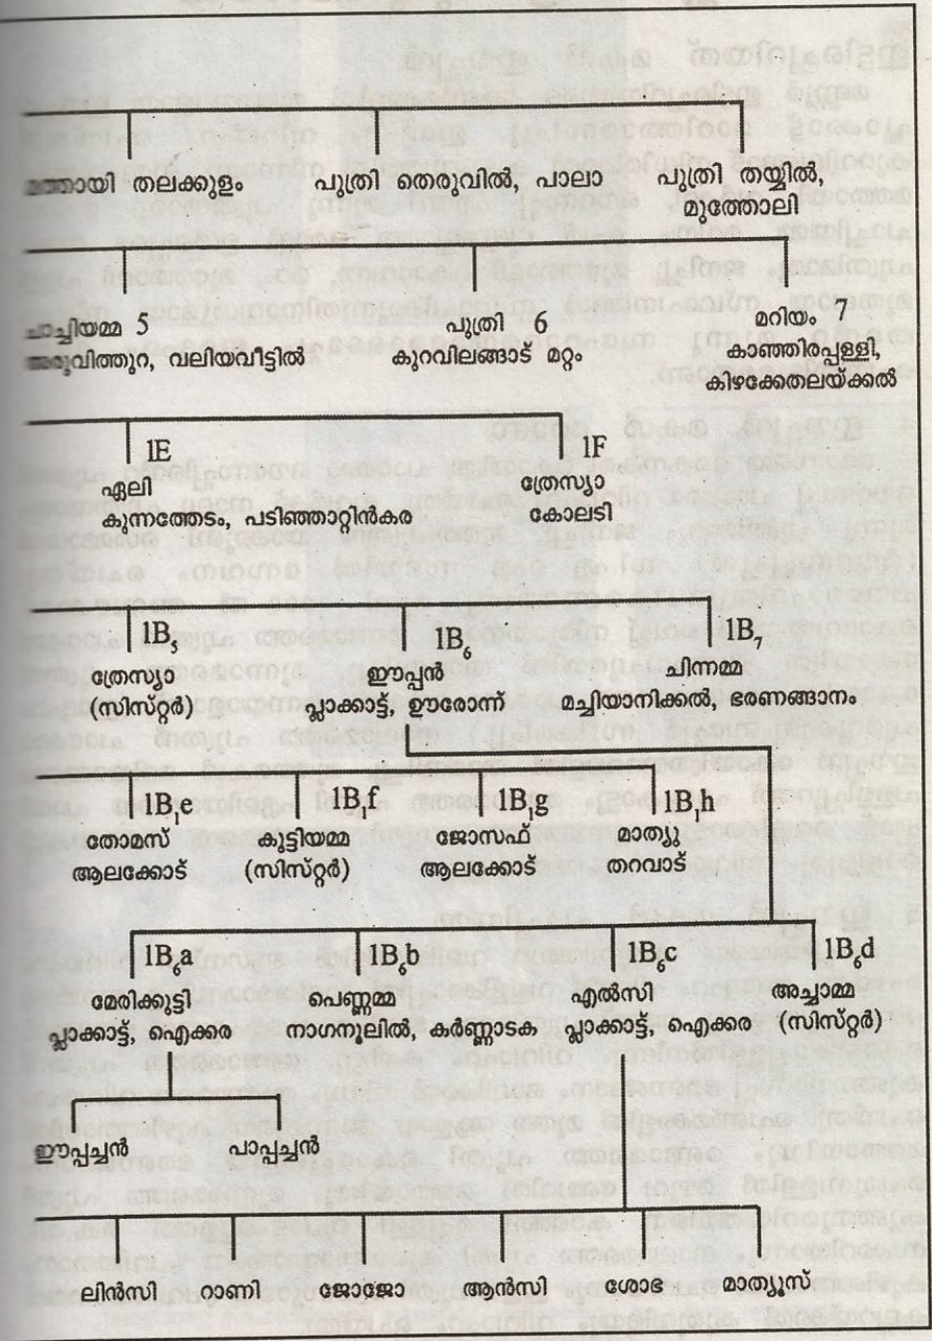 മത്തായി തലക്കുളം പുത്രി തെരുവിൽ, പാലാ പുത്രി തയ്യിൽ,
മുത്തോലി
ചാച്ചിയമ്മ 5 പുത്രി 6 മറിയം 7
അരുവിത്തുറ, വലിയവീട്ടിൽ കുറവിലങ്ങാട് മറ്റം കാഞ്ഞിരപ്പള്ളി,
കിഴക്കേതലയ്ക്കൽ
1E 1F
ഏലി ത്രേസ്യാ
കുന്നത്തേടം, പടിഞ്ഞാറ്റിൻകര കോലടി
1B₅ 1B₆ 1B₇
ത്രേസ്യാ ഈപ്പൻ ചിന്നമ്മ
(സിസ്റ്റർ) പ്ലാക്കാട്ട്, ഊരോന്ന് മച്ചിയാനിക്കൽ, ഭരണങ്ങാനം
1B₁e 1B₁f 1B₁g 1B₁h
തോമസ് കുട്ടിയമ്മ ജോസഫ് മാത്യു
ആലക്കോട് (സിസ്റ്റർ) ആലക്കോട് തറവാട്
1B₆a 1B₆b 1B₆c 1B₆d
മേരിക്കുട്ടി പെണ്ണമ്മ എൽസി അച്ചാമ്മ
പ്ലാക്കാട്ട്, ഐക്കര നാഗനൂലിൽ, കർണ്ണാടക പ്ലാക്കാട്ട്, ഐക്കര (സിസ്റ്റർ)
ഈപ്പച്ചൻ പാപ്പച്ചൻ
ലിൻസി റാണി ജോജോ ആൻസി ശോഭ മാത്യൂസ്